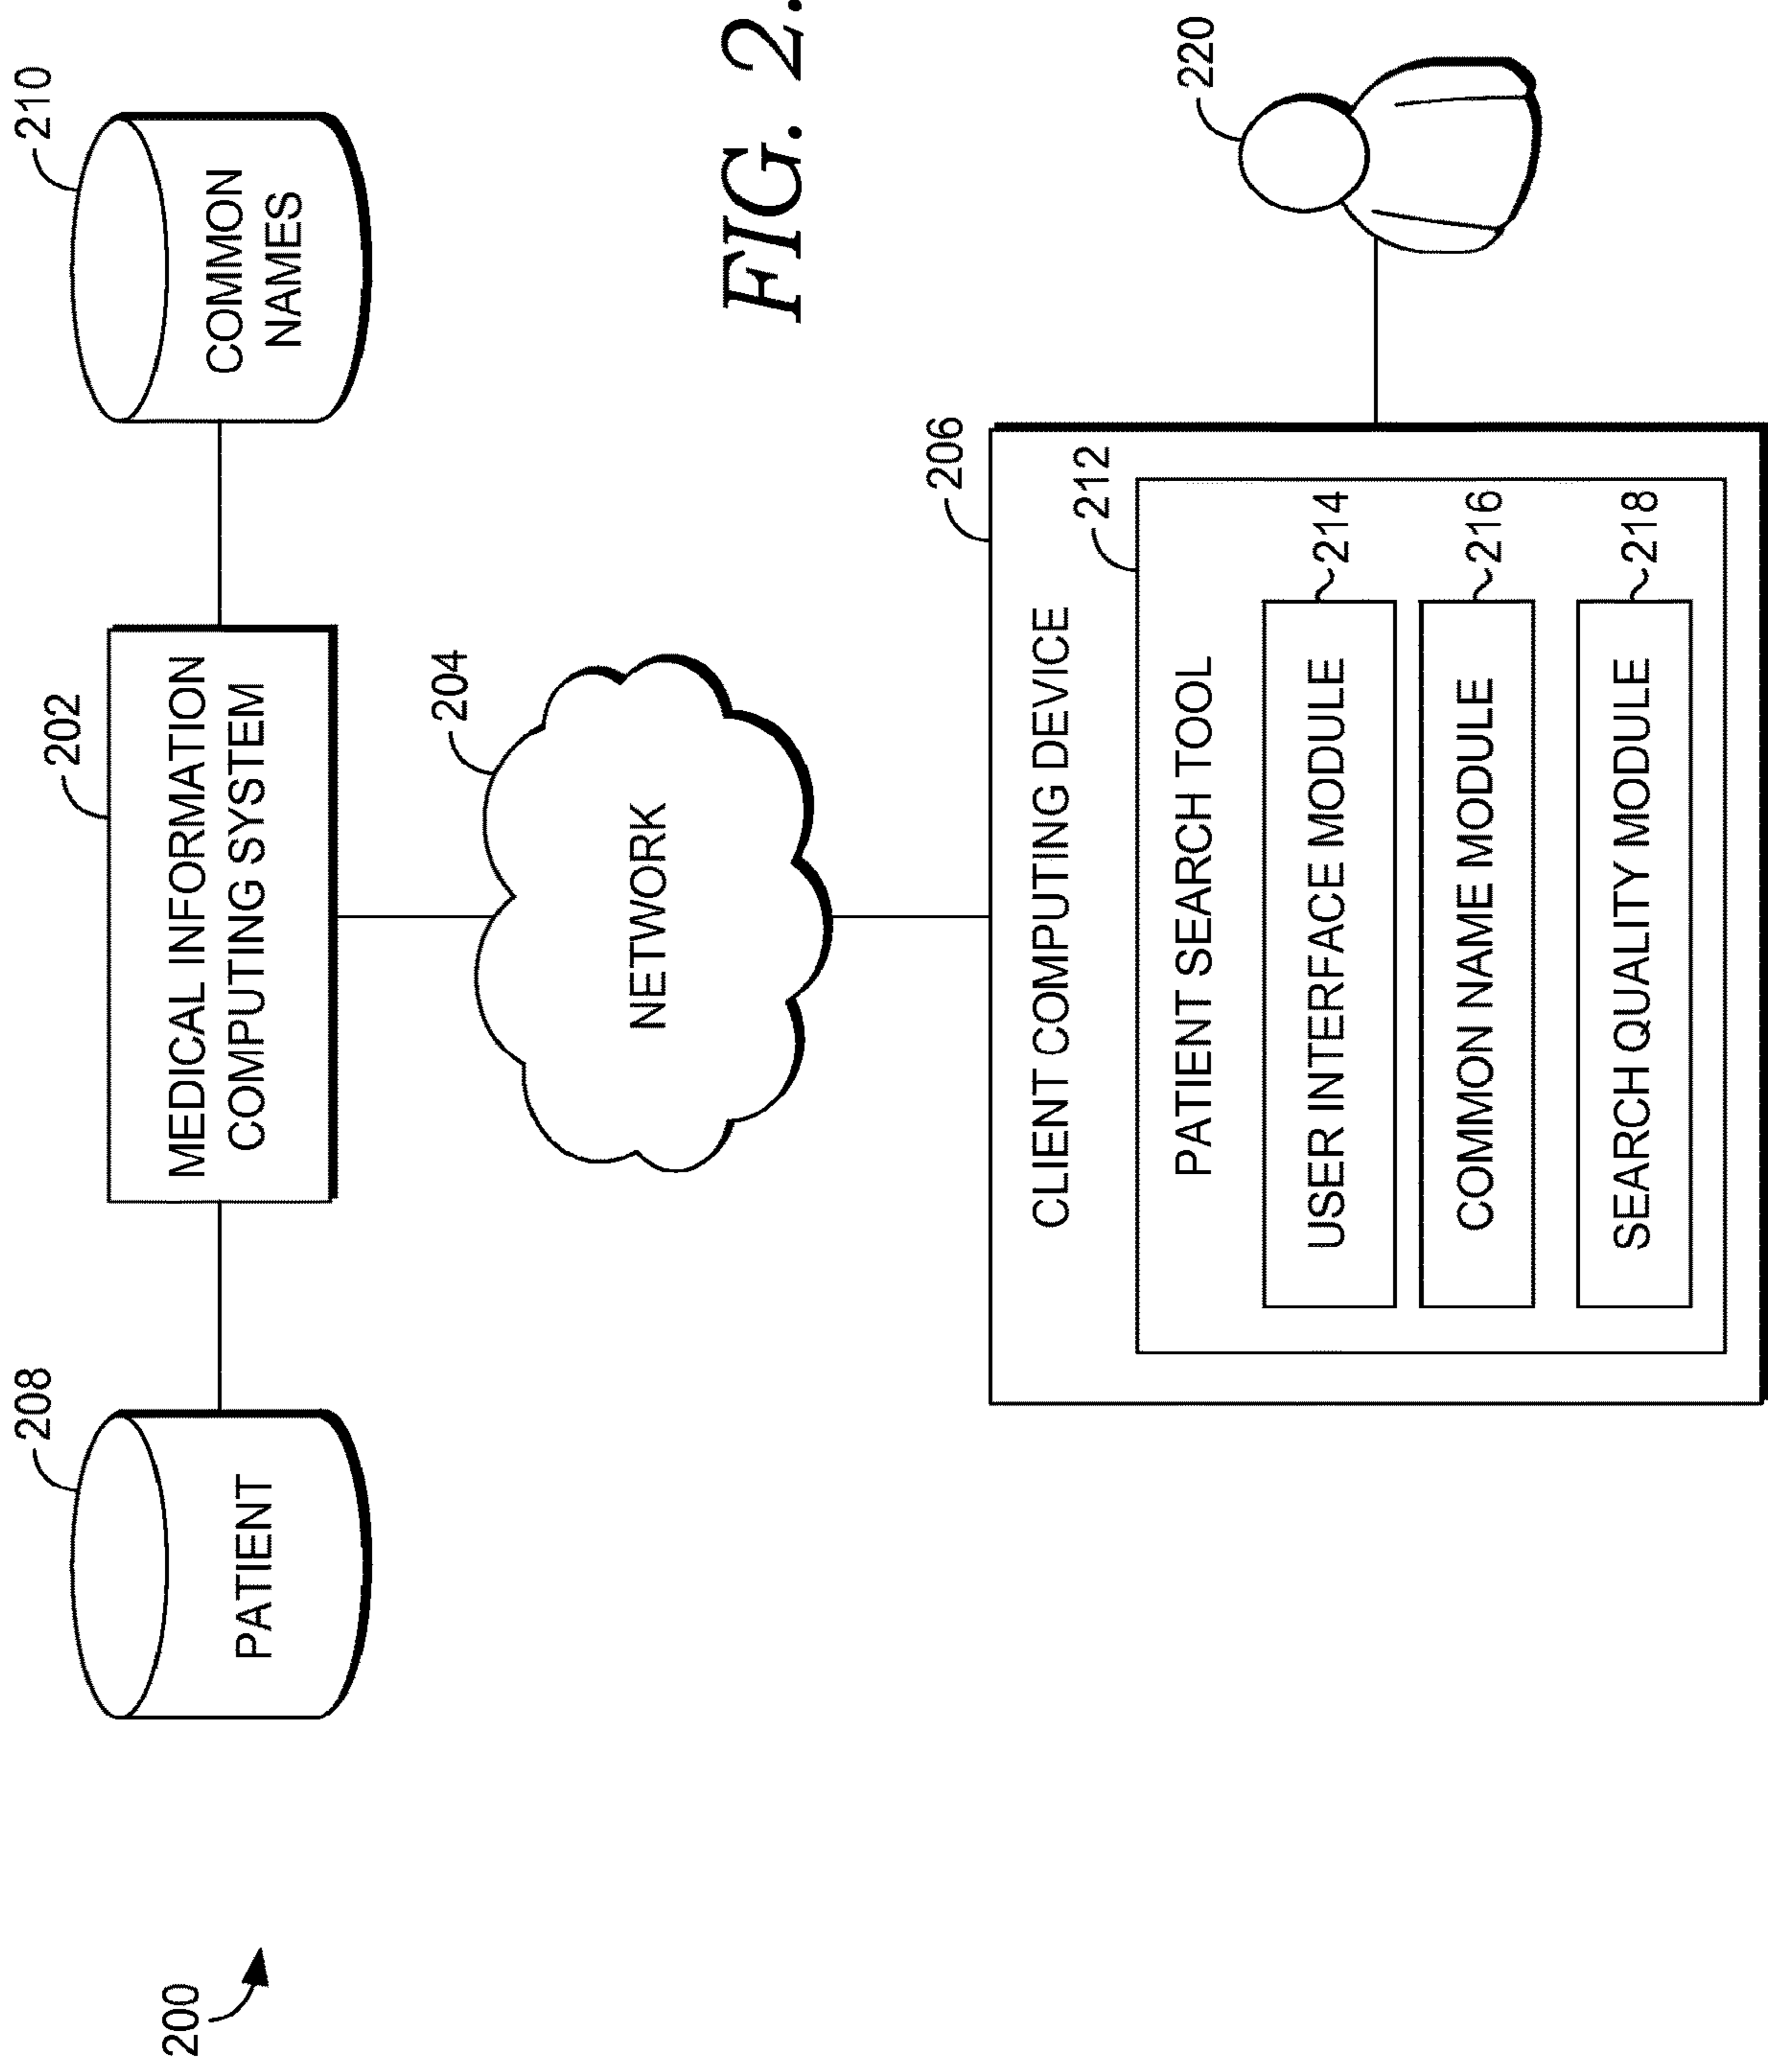 200
208
202
210
PATIENT
MEDICAL INFORMATION
COMPUTING SYSTEM
COMMON
NAMES
204
NETWORK
FIG. 2.
206
CLIENT COMPUTING DEVICE
212
PATIENT SEARCH TOOL
220
USER INTERFACE MODULE
214
COMMON NAME MODULE
216
SEARCH QUALITY MODULE
218